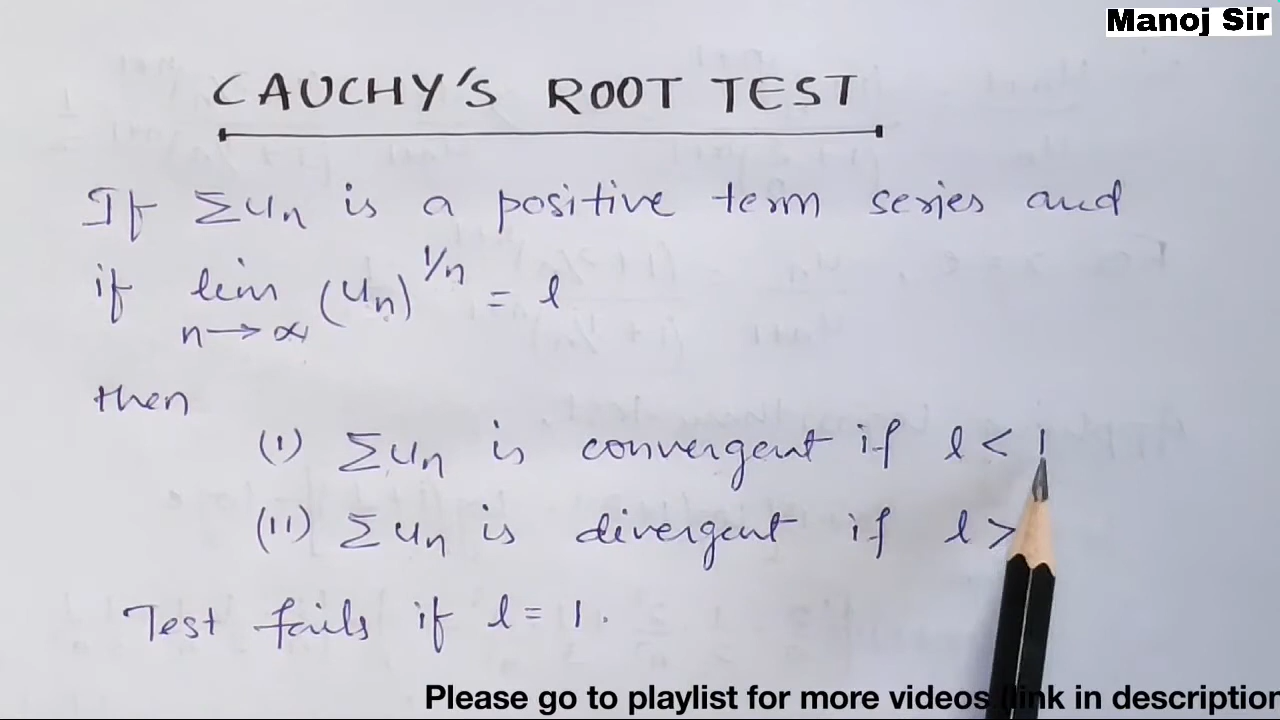 Manoj Sir
CAUCHY'S ROOT TEST
If Σuₙ is a positive term series and
if lim n→∞ (uₙ)^1/n = l
then
(i) Σuₙ is convergent if l < 1
(ii) Σuₙ is divergent if l >
Test fails if l = 1.
Please go to playlist for more videos (link in description